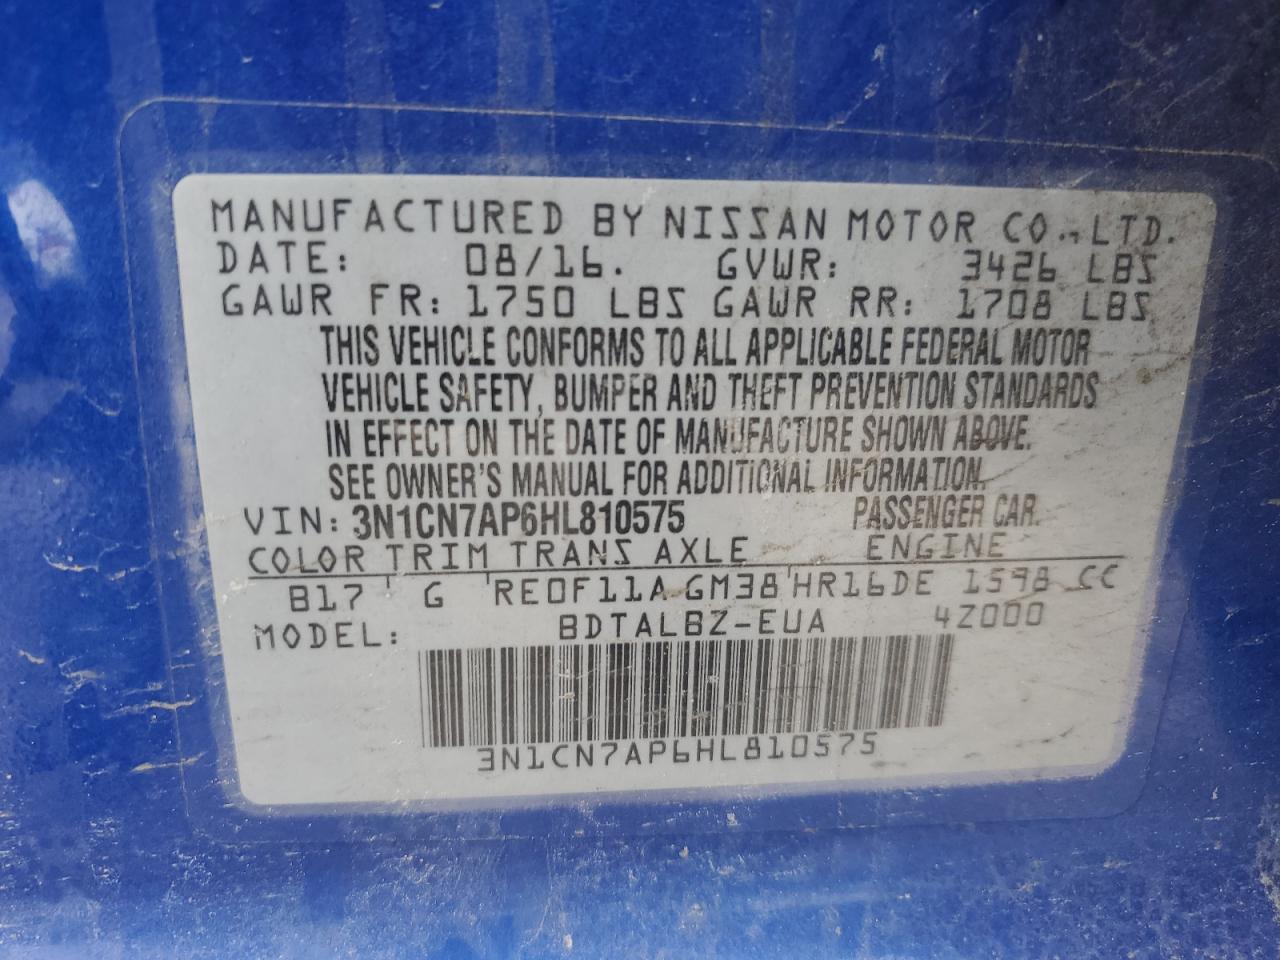 MANUFACTURED BY NISSAN MOTOR CO., LTD.
DATE: 08/16. GVWR: 3426 LBS
GAWR FR: 1750 LBS GAWR RR: 1708 LBS
THIS VEHICLE CONFORMS TO ALL APPLICABLE FEDERAL MOTOR
VEHICLE SAFETY, BUMPER AND THEFT PREVENTION STANDARDS
IN EFFECT ON THE DATE OF MANUFACTURE SHOWN ABOVE.
SEE OWNER'S MANUAL FOR ADDITIONAL INFORMATION.
VIN: 3N1CN7AP6HL810575 PASSENGER CAR.
COLOR TRIM TRANS AXLE ENGINE
B17 G RE0F11A GM38 HR16DE 1598 CC
MODEL: BDTALBZ-EUA 4Z000
3N1CN7AP6HL810575